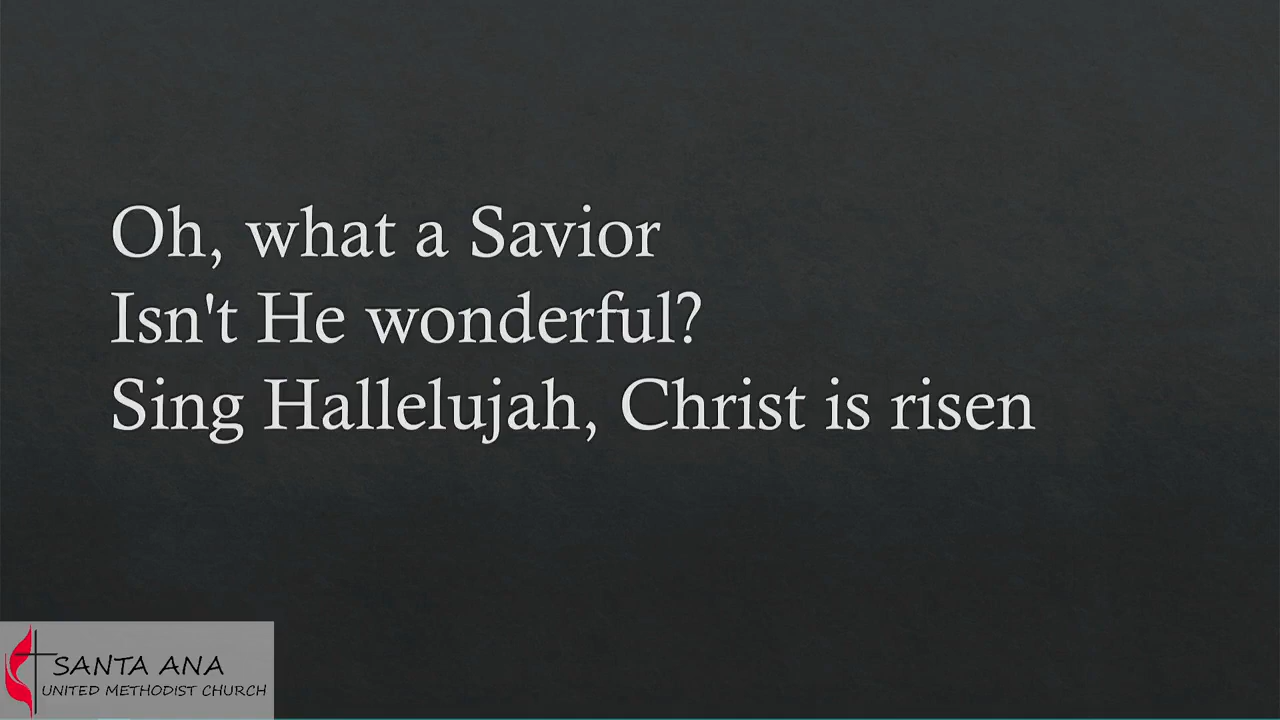 Oh, what a Savior
Isn't He wonderful?
Sing Hallelujah, Christ is risen
SANTA ANA
UNITED METHODIST CHURCH